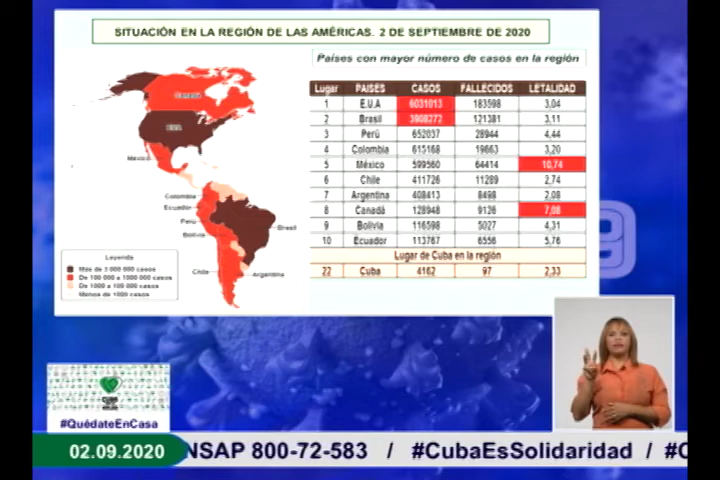 SITUACIÓN EN LA REGIÓN DE LAS AMÉRICAS. 2 DE SEPTIEMBRE DE 2020
Países con mayor número de casos en la región
Lugar PAISES CASOS FALLECIDOS LETALIDAD
1 E.U.A 6031013 183598 3,04
2 Brasil 3908272 121381 3,11
3 Perú 652037 28944 4,44
4 Colombia 615168 19663 3,20
5 México 599560 64414 10,74
6 Chile 411726 11289 2,74
7 Argentina 408413 8498 2,08
8 Canadá 128948 9126 7,08
9 Bolivia 116598 5027 4,31
10 Ecuador 113767 6556 5,76
Lugar de Cuba en la región
22 Cuba 4162 97 2,33
Canadá
EUA
México
Colombia
Ecuador
Perú
Bolivia
Brasil
Chile
Argentina
Leyenda
Más de 3 000 000 casos
De 100 000 a 1000 000 casos
De 1000 a 100 000 casos
Menos de 1000 casos
9
CUBA
#QuédateEnCasa
02.09.2020 NSAP 800-72-583 / #CubaEsSolidaridad / #C